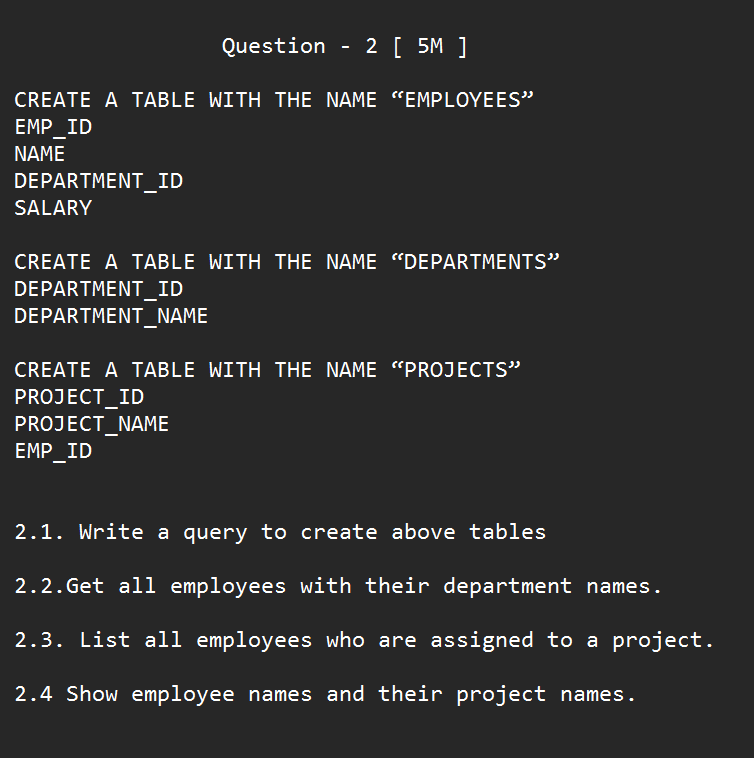 Question - 2 [ 5M ]
CREATE A TABLE WITH THE NAME “EMPLOYEES”
EMP_ID
NAME
DEPARTMENT_ID
SALARY
CREATE A TABLE WITH THE NAME “DEPARTMENTS”
DEPARTMENT_ID
DEPARTMENT_NAME
CREATE A TABLE WITH THE NAME “PROJECTS”
PROJECT_ID
PROJECT_NAME
EMP_ID
2.1. Write a query to create above tables
2.2.Get all employees with their department names.
2.3. List all employees who are assigned to a project.
2.4 Show employee names and their project names.